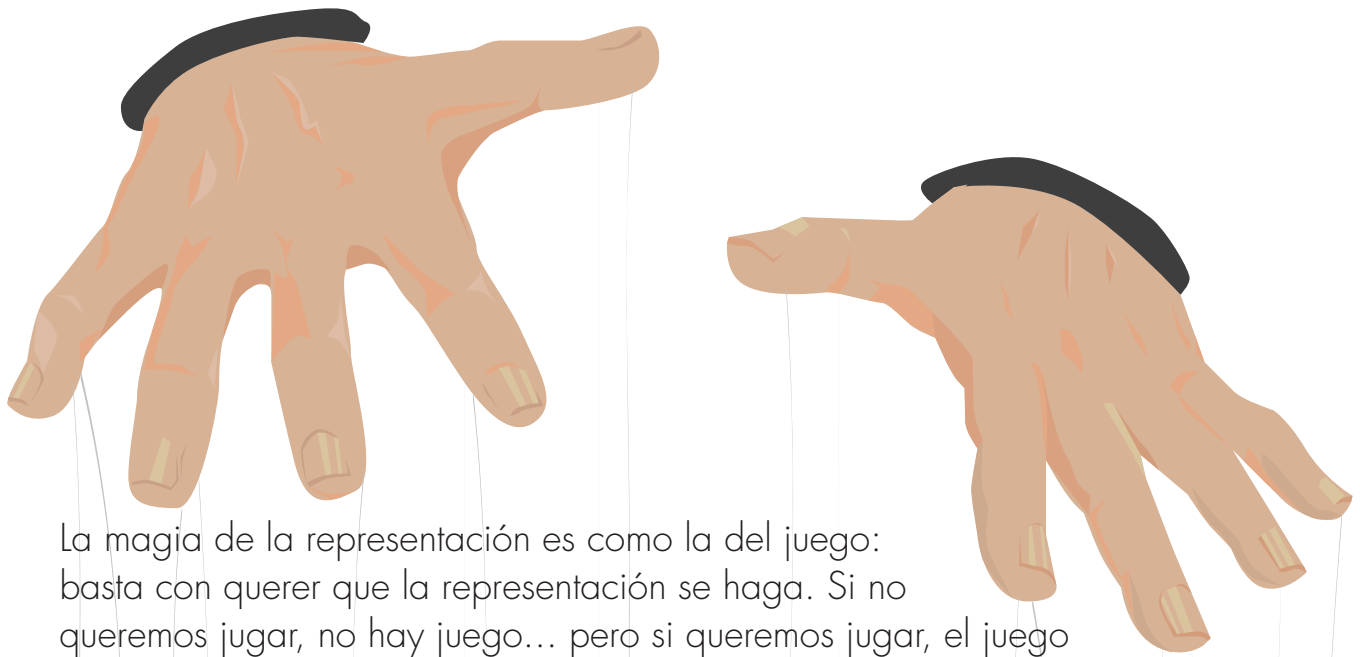 La magia de la representación es como la del juego:
basta con querer que la representación se haga. Si no
queremos jugar, no hay juego... pero si queremos jugar, el juego